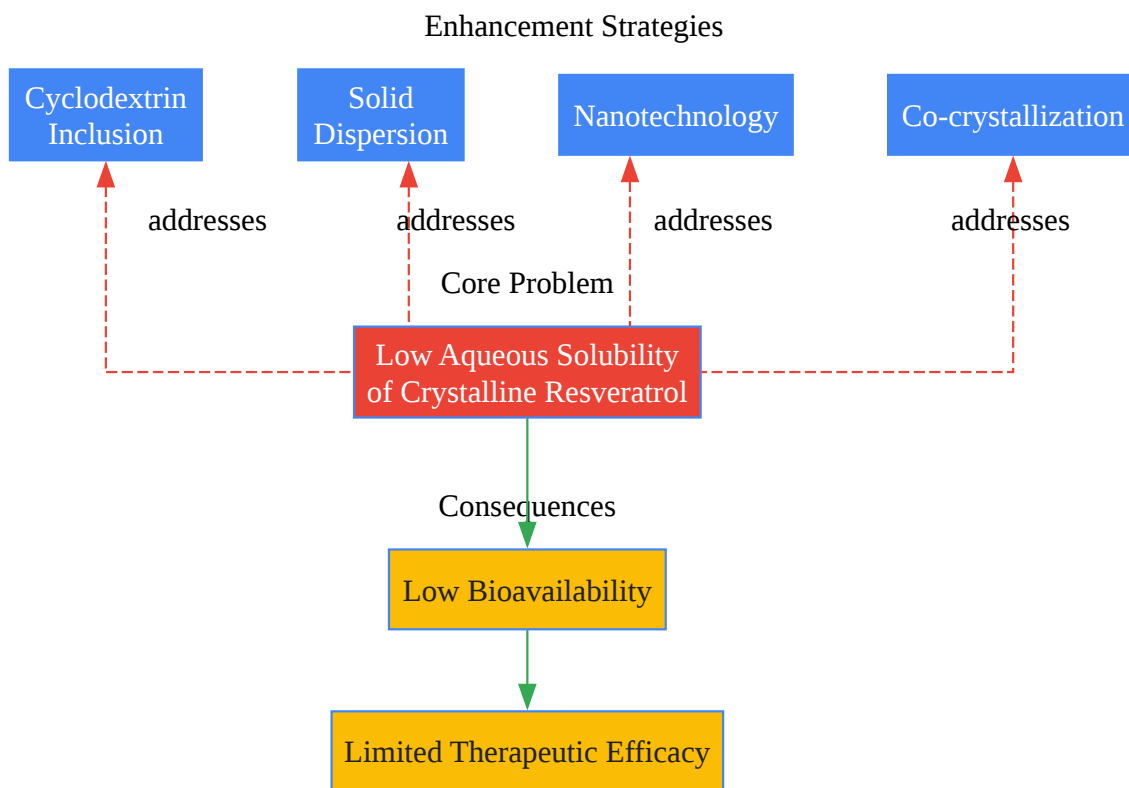 Enhancement Strategies
Cyclodextrin
Inclusion
Solid
Dispersion
Nanotechnology
Co-crystallization
addresses
addresses
addresses
addresses
Core Problem
Low Aqueous Solubility
of Crystalline Resveratrol
Consequences
Low Bioavailability
Limited Therapeutic Efficacy